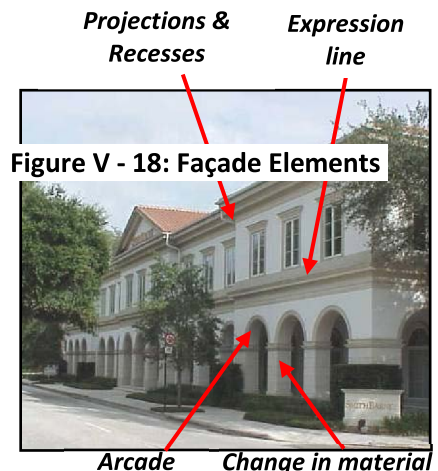 Projections &
Recesses
Expression
line
Figure V - 18: Façade Elements
Arcade
Change in material